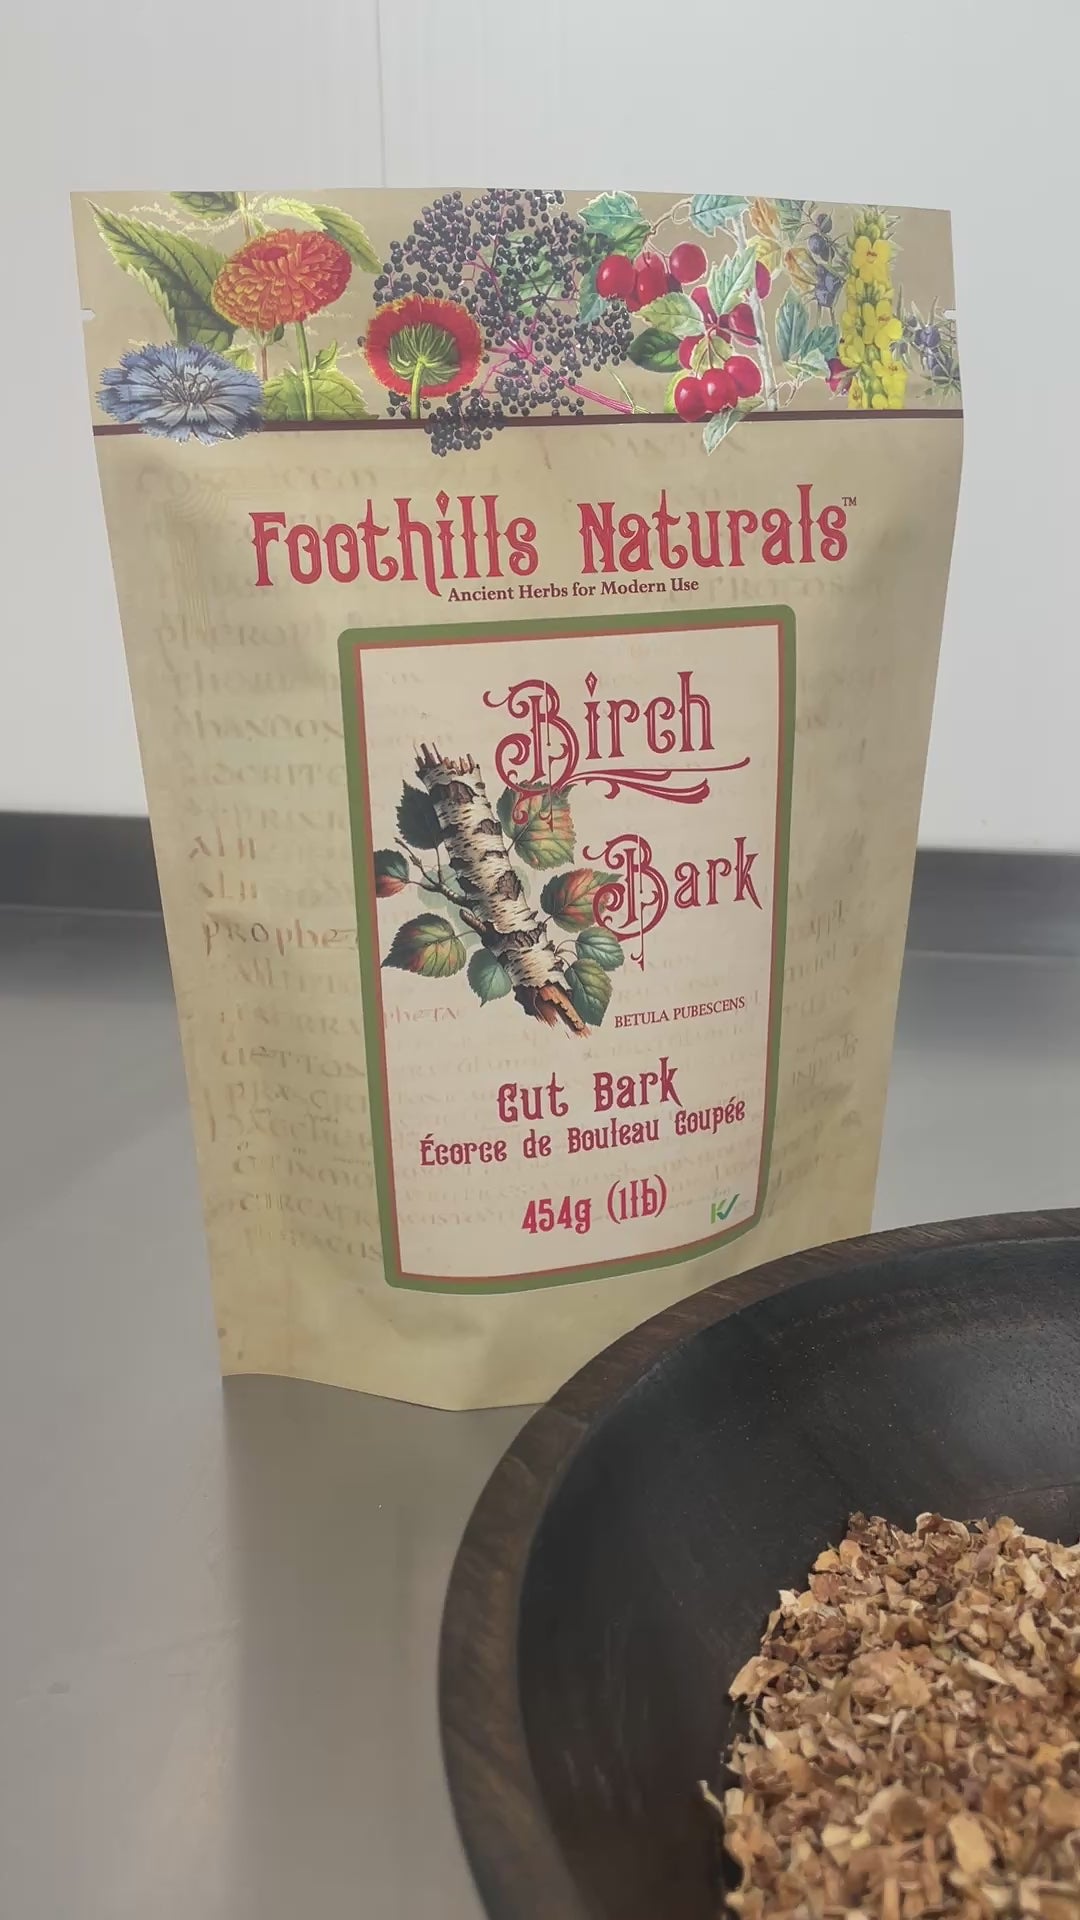 Foothills Naturals™
Ancient Herbs for Modern Use
Birch
Bark
BETULA PUBESCENS
Cut Bark
Écorce de Bouleau Coupée
454g (1lb)